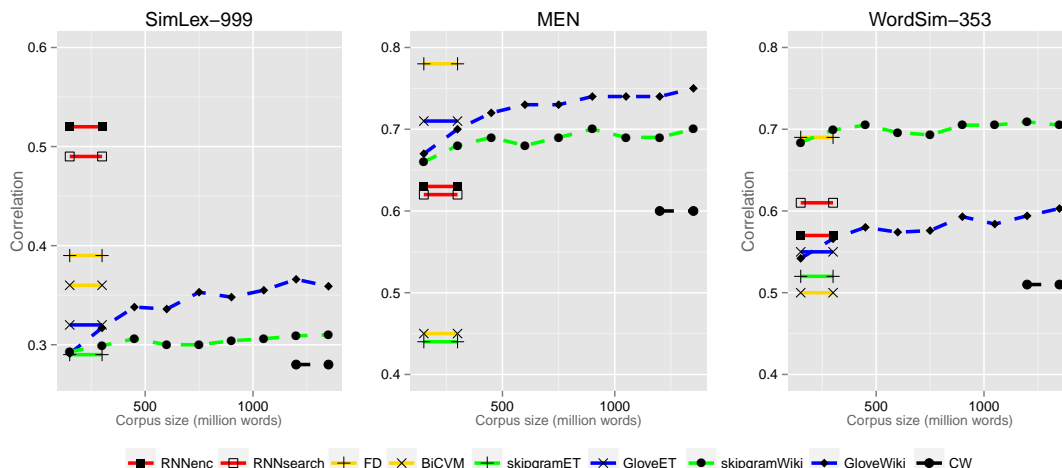 SimLex−999
MEN
WordSim−353
Correlation
0.6
0.5
0.4
0.3
500
1000
Corpus size (million words)
Correlation
0.8
0.7
0.6
0.5
0.4
500
1000
Corpus size (million words)
Correlation
0.8
0.7
0.6
0.5
0.4
500
1000
Corpus size (million words)
RNNenc RNNsearch FD BiCVM skipgramET GloveET skipgramWiki GloveWiki CW